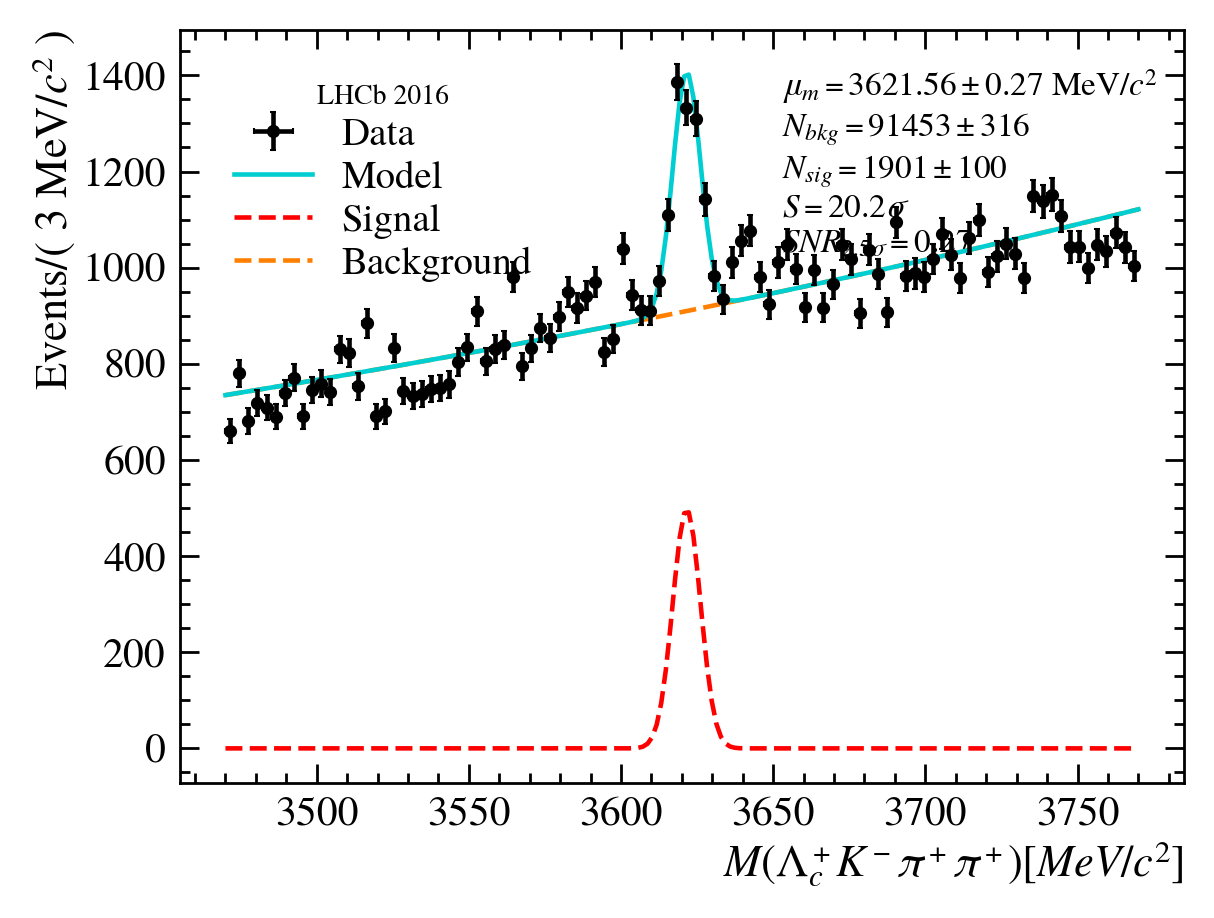 Events/( 3 MeV/c² )
1400
1200
1000
800
600
400
200
0
LHCb 2016
Data
Model
Signal
Background
μ_m = 3621.56 ± 0.27 MeV/c²
N_bkg = 91453 ± 316
N_sig = 1901 ± 100
S = 20.2σ
3500
3550
3600
3650
3700
3750
M(Λ_c⁺K⁻π⁺π⁺)[MeV/c²]